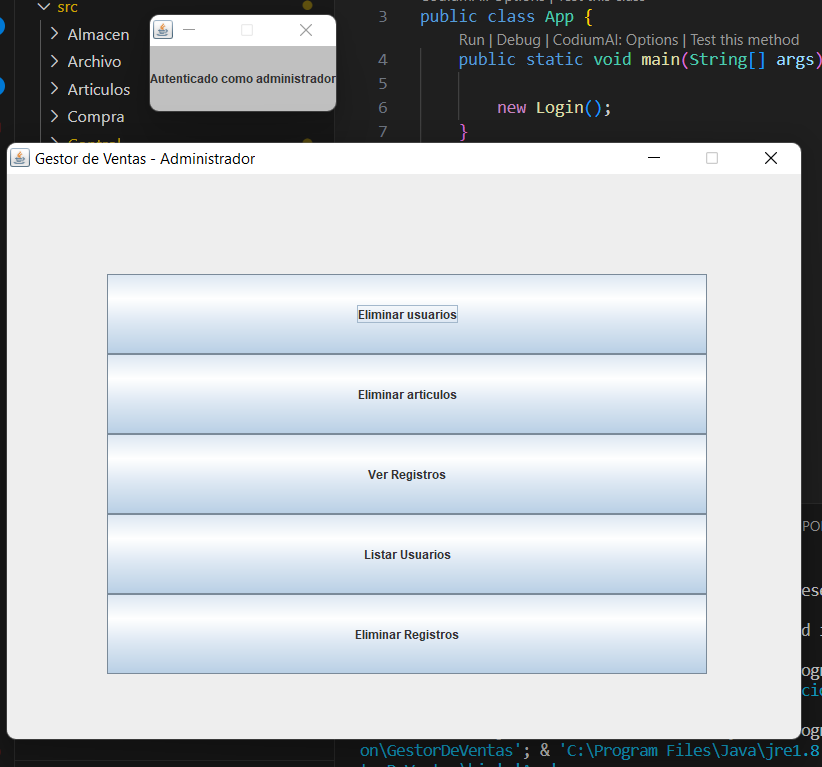 src
Almacen
Archivo
Articulos
Compra
Autenticado como administrador
3 public class App {
Run | Debug | CodiumAI: Options | Test this method
4 public static void main(String[] args)
5
6 new Login();
7 }
Gestor de Ventas - Administrador
Eliminar usuarios
Eliminar articulos
Ver Registros
Listar Usuarios
Eliminar Registros
on\GestorDeVentas'; & 'C:\Program Files\Java\jre1.8